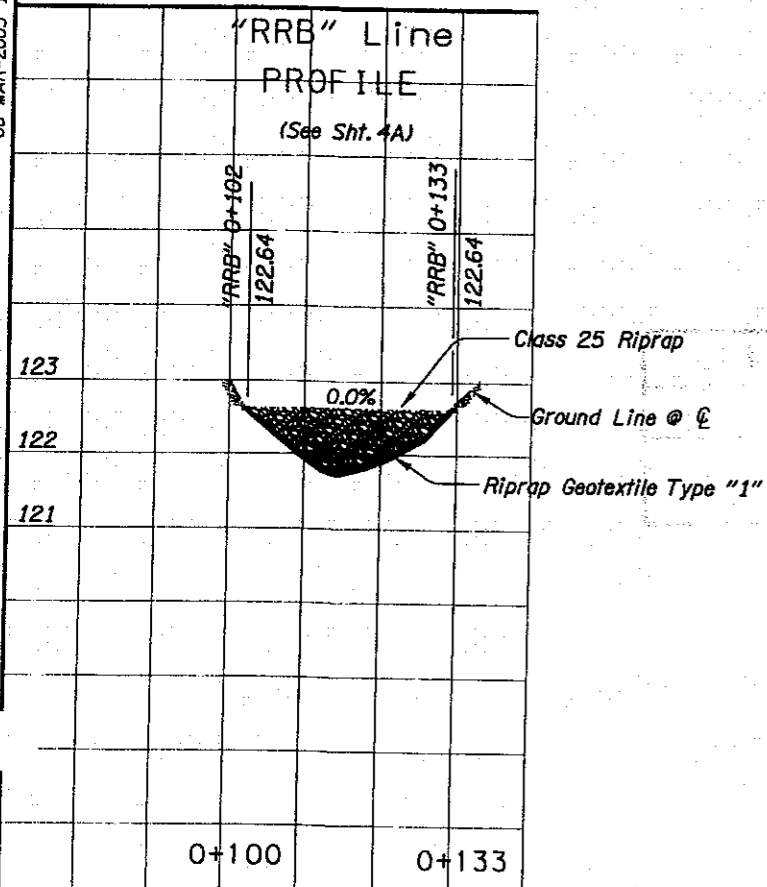 "RRB" Line
PROFILE
(See Sht. 4A)
"RRB" 0+102
122.64
"RRB" 0+133
122.64
Class 25 Riprap
123
0.0%
Ground Line @ ℄
122
Riprap Geotextile Type "1"
121
0+100
0+133